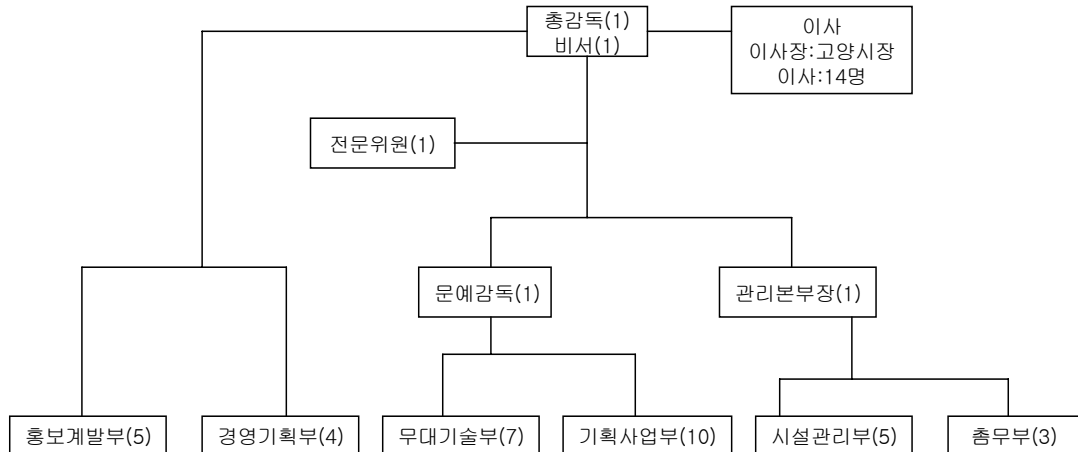 총감독(1)
비서(1)
이사
이사장:고양시장
이사:14명
전문위원(1)
문예감독(1)
관리본부장(1)
홍보계발부(5)
경영기획부(4)
무대기술부(7)
기획사업부(10)
시설관리부(5)
촘무부(3)